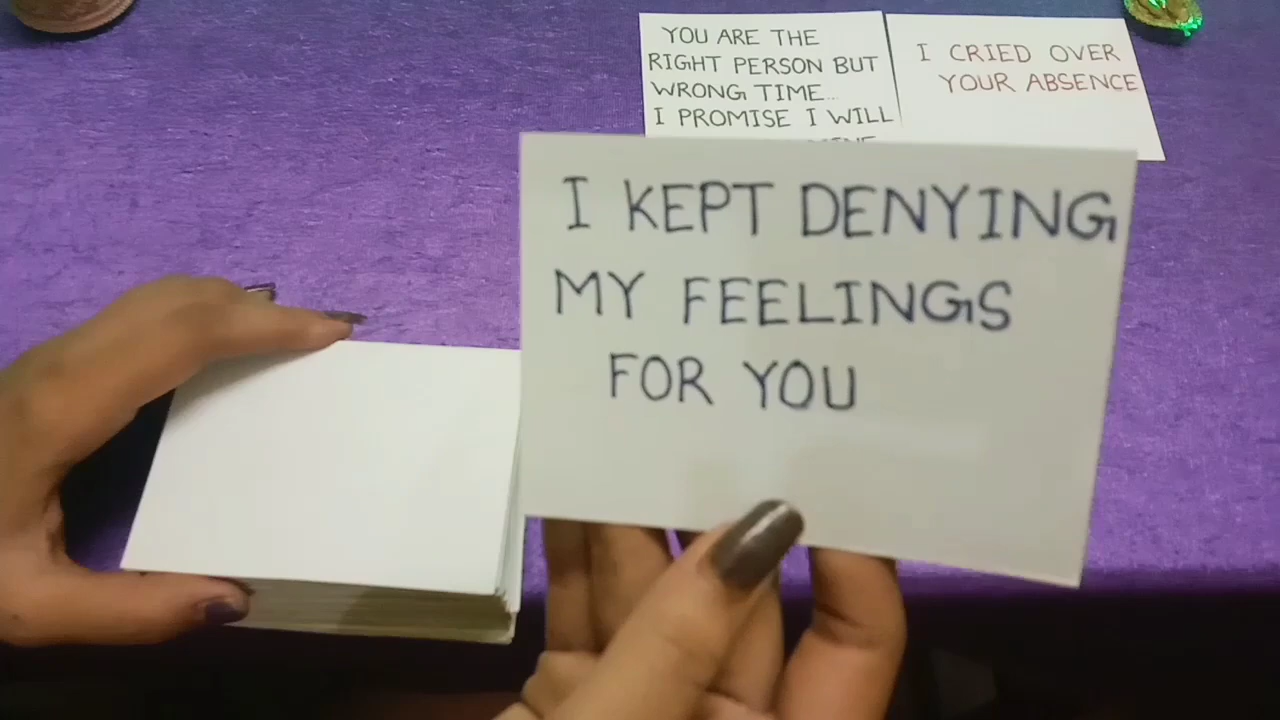 YOU ARE THE
RIGHT PERSON BUT
WRONG TIME...
I PROMISE I WILL
I CRIED OVER
YOUR ABSENCE
I KEPT DENYING
MY FEELINGS
FOR YOU